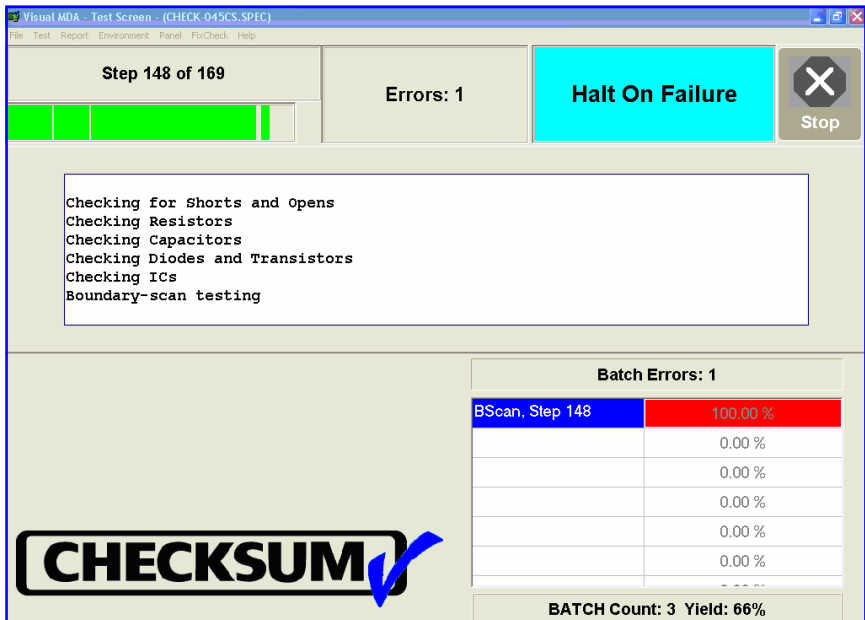 Visual MDA - Test Screen - (CHECK-045CS.SPEC)
File Test Report Environment Panel FixCheck Help
Step 148 of 169
Errors: 1
Halt On Failure
Stop
Checking for Shorts and Opens
Checking Resistors
Checking Capacitors
Checking Diodes and Transistors
Checking ICs
Boundary-scan testing
Batch Errors: 1
BScan, Step 148 100.00 %
0.00 %
0.00 %
0.00 %
0.00 %
0.00 %
CHECKSUM
BATCH Count: 3 Yield: 66%